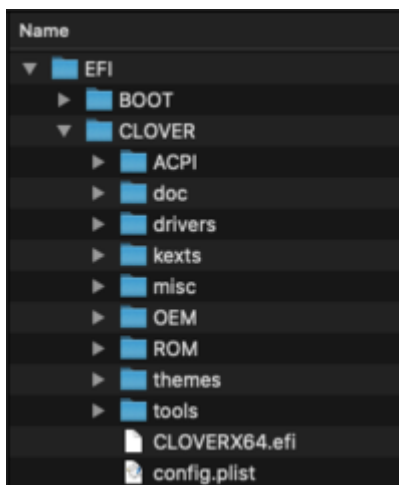 Name
EFI
BOOT
CLOVER
ACPI
doc
drivers
kexts
misc
OEM
ROM
themes
tools
CLOVERX64.efi
config.plist